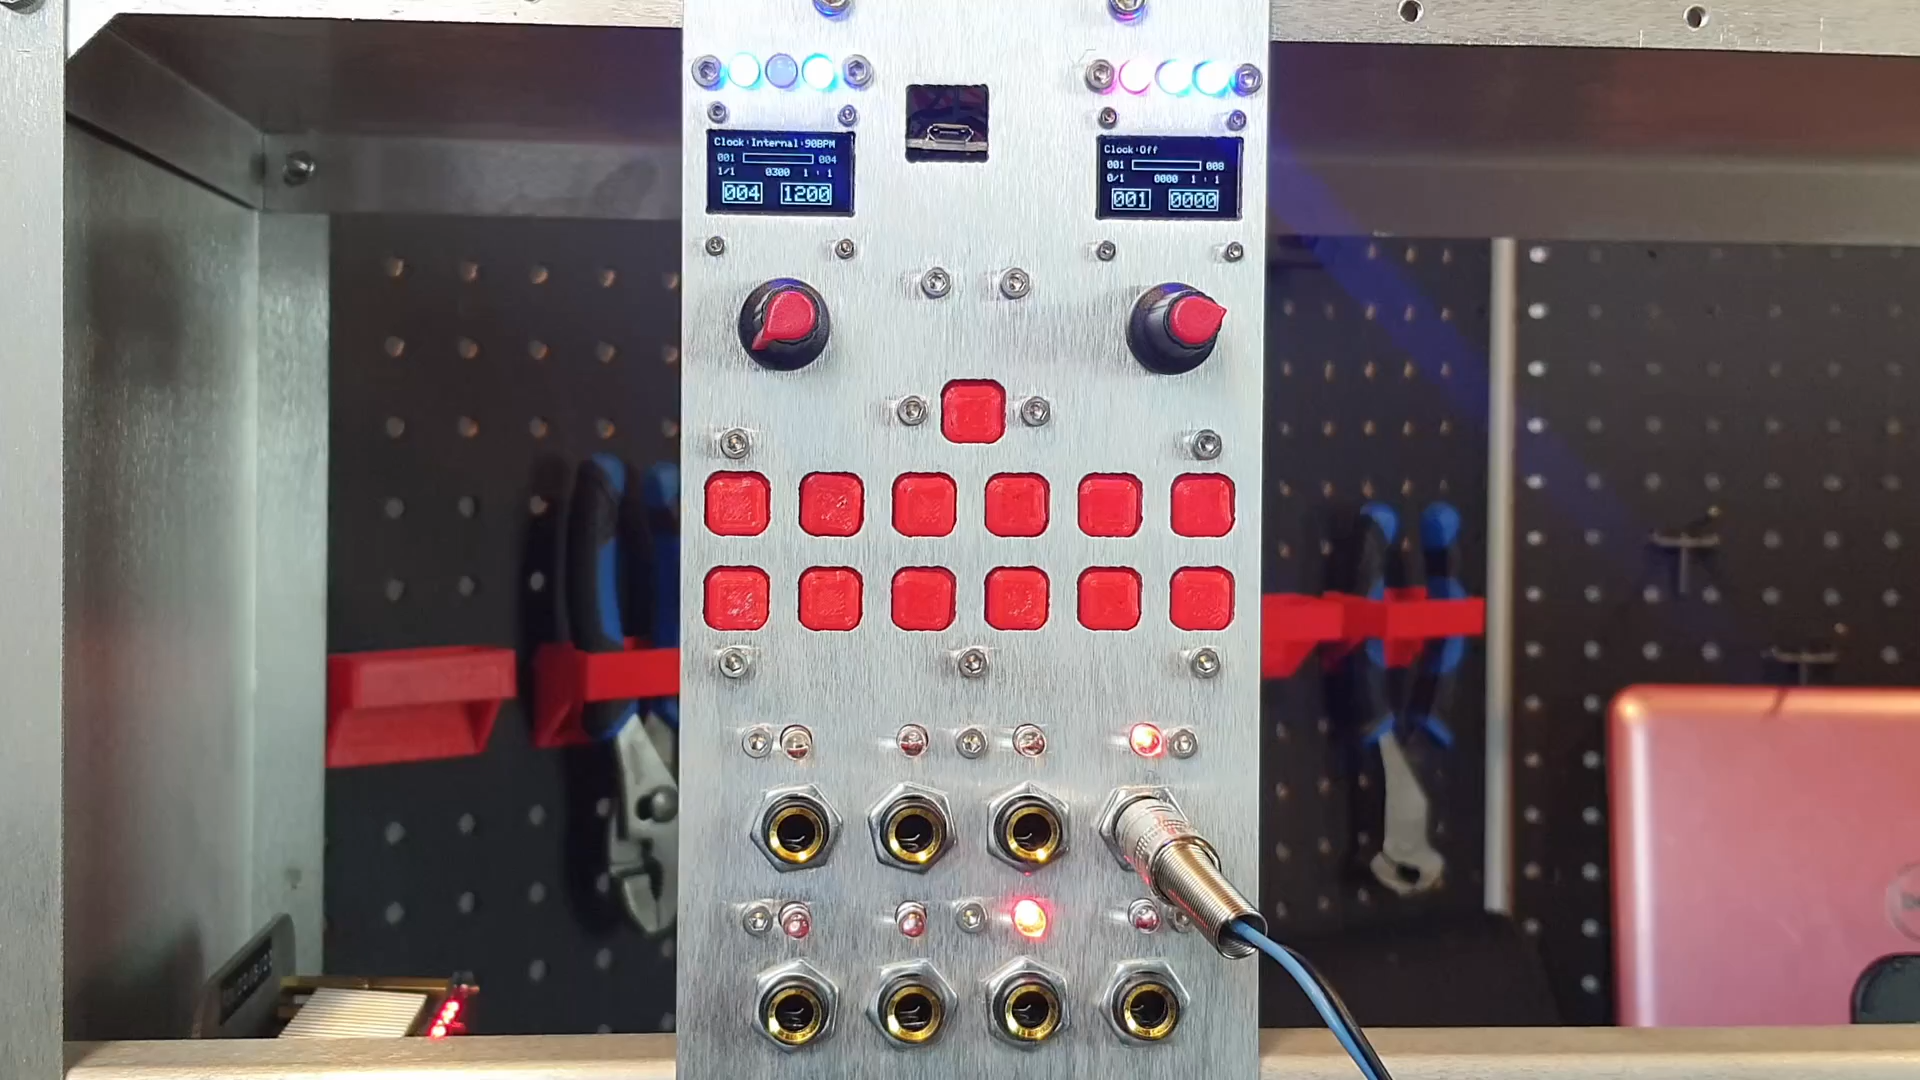 Clock:Internal:90BPM
001 004
1/1 0300 1 : 1
004 1200
Clock:Off
001 008
0/1 0000 1 : 1
001 0000